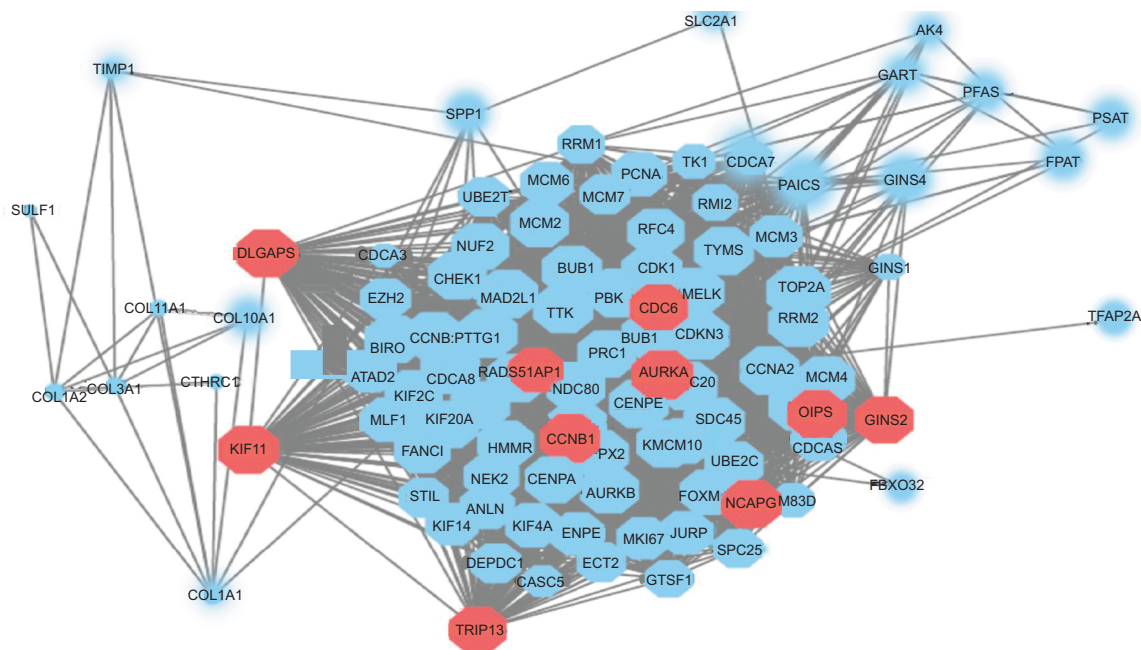 SLC2A1
AK4
TIMP1
GART
PFAS
SPP1
PSAT
RRM1
TK1
CDCA7
FPAT
PCNA
PAICS
GINS4
MCM6
MCM7
UBE2T
RMI2
SULF1
MCM2
RFC4
MCM3
NUF2
TYMS
DLGAPS
CDCA3
BUB1
CDK1
GINS1
CHEK1
EZH2
MAD2L1
PBK
MELK
TOP2A
COL11A1
COL10A1
TTK
CDC6
RRM2
TFAP2A
BIRO
CCNB:PTTG1
BUB1
CDKN3
PRC1
ATAD2
CDCA8
RADS51AP1
AURKA
CCNA2
MCM4
COL1A2
COL3A1
CTHRC1
KIF2C
NDC80
C20
CENPE
MLF1
KIF20A
SDC45
OIPS
GINS2
KIF11
FANCI
HMMR
CCNB1
PX2
KMCM10
CDCAS
UBE2C
NEK2
CENPA
AURKB
FOXM
FBXO32
STIL
ANLN
NCAPG
M83D
KIF14
KIF4A
ENPE
MKI67
JURP
SPC25
DEPDC1
ECT2
CASC5
GTSF1
COL1A1
TRIP13